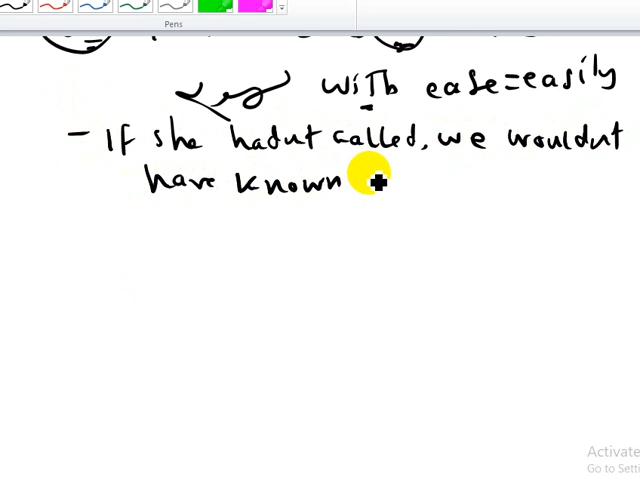 Pens
with ease=easily
- If she hadnt called, we wouldnt
have known
Activate
Go to Setti